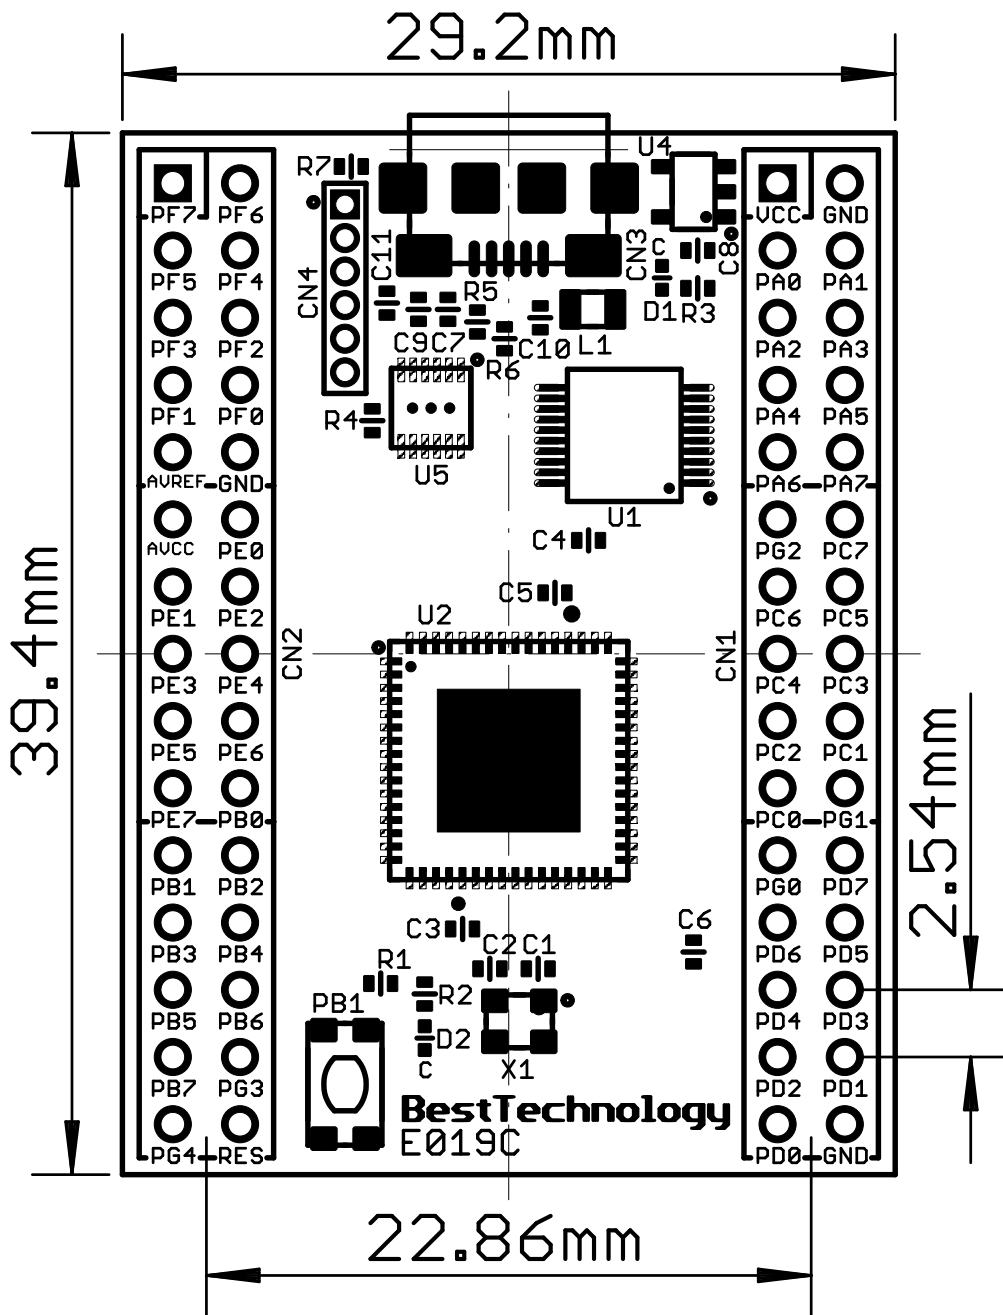 29.2mm
R7
U4
PF7 PF6
VCC GND
CN4
C11
CN3
C
C8
PF5 PF4
R5
D1 R3
PA0 PA1
PF3 PF2
C9 C7
C10 L1
PA2 PA3
R6
PF1 PF0
R4
PA4 PA5
AVREF GND
U5
PA6 PA7
U1
AVCC PE0
C4
PG2 PC7
39.4mm
PE1 PE2
U2
C5
PC6 PC5
CN2
CN1
PE3 PE4
PC4 PC3
PE5 PE6
PC2 PC1
2.54mm
PE7 PB0
PC0 PG1
PB1 PB2
PG0 PD7
C3
C6
PB3 PB4
R1
C2 C1
PD6 PD5
PB1
R2
PB5 PB6
PD4 PD3
D2
C
X1
PB7 PG3
PD2 PD1
BestTechnology
E019C
PG4 RES
PD0 GND
22.86mm